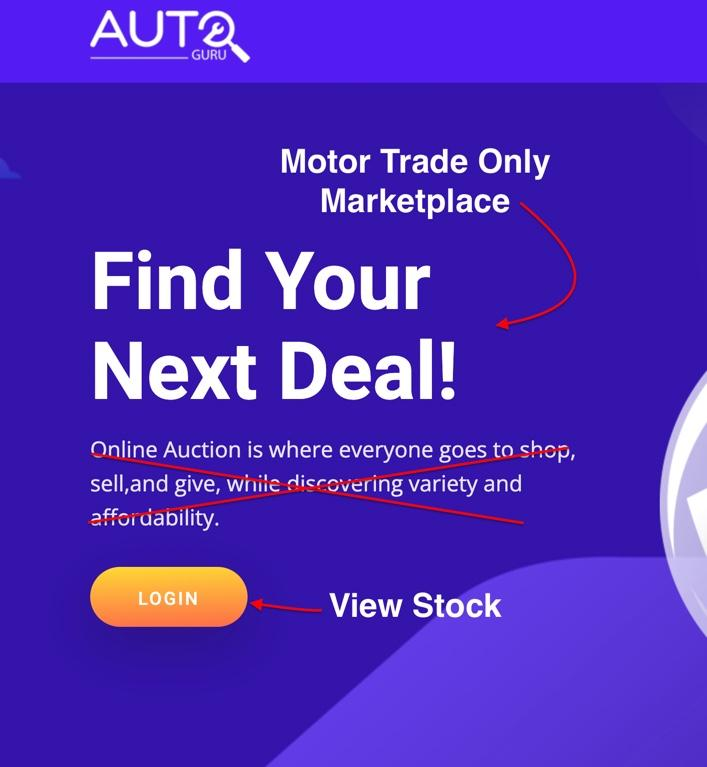 AUTO
GURU
Motor Trade Only
Marketplace
Find Your
Next Deal!
Online Auction is where everyone goes to shop,
sell,and give, while discovering variety and
affordability.
LOGIN
View Stock